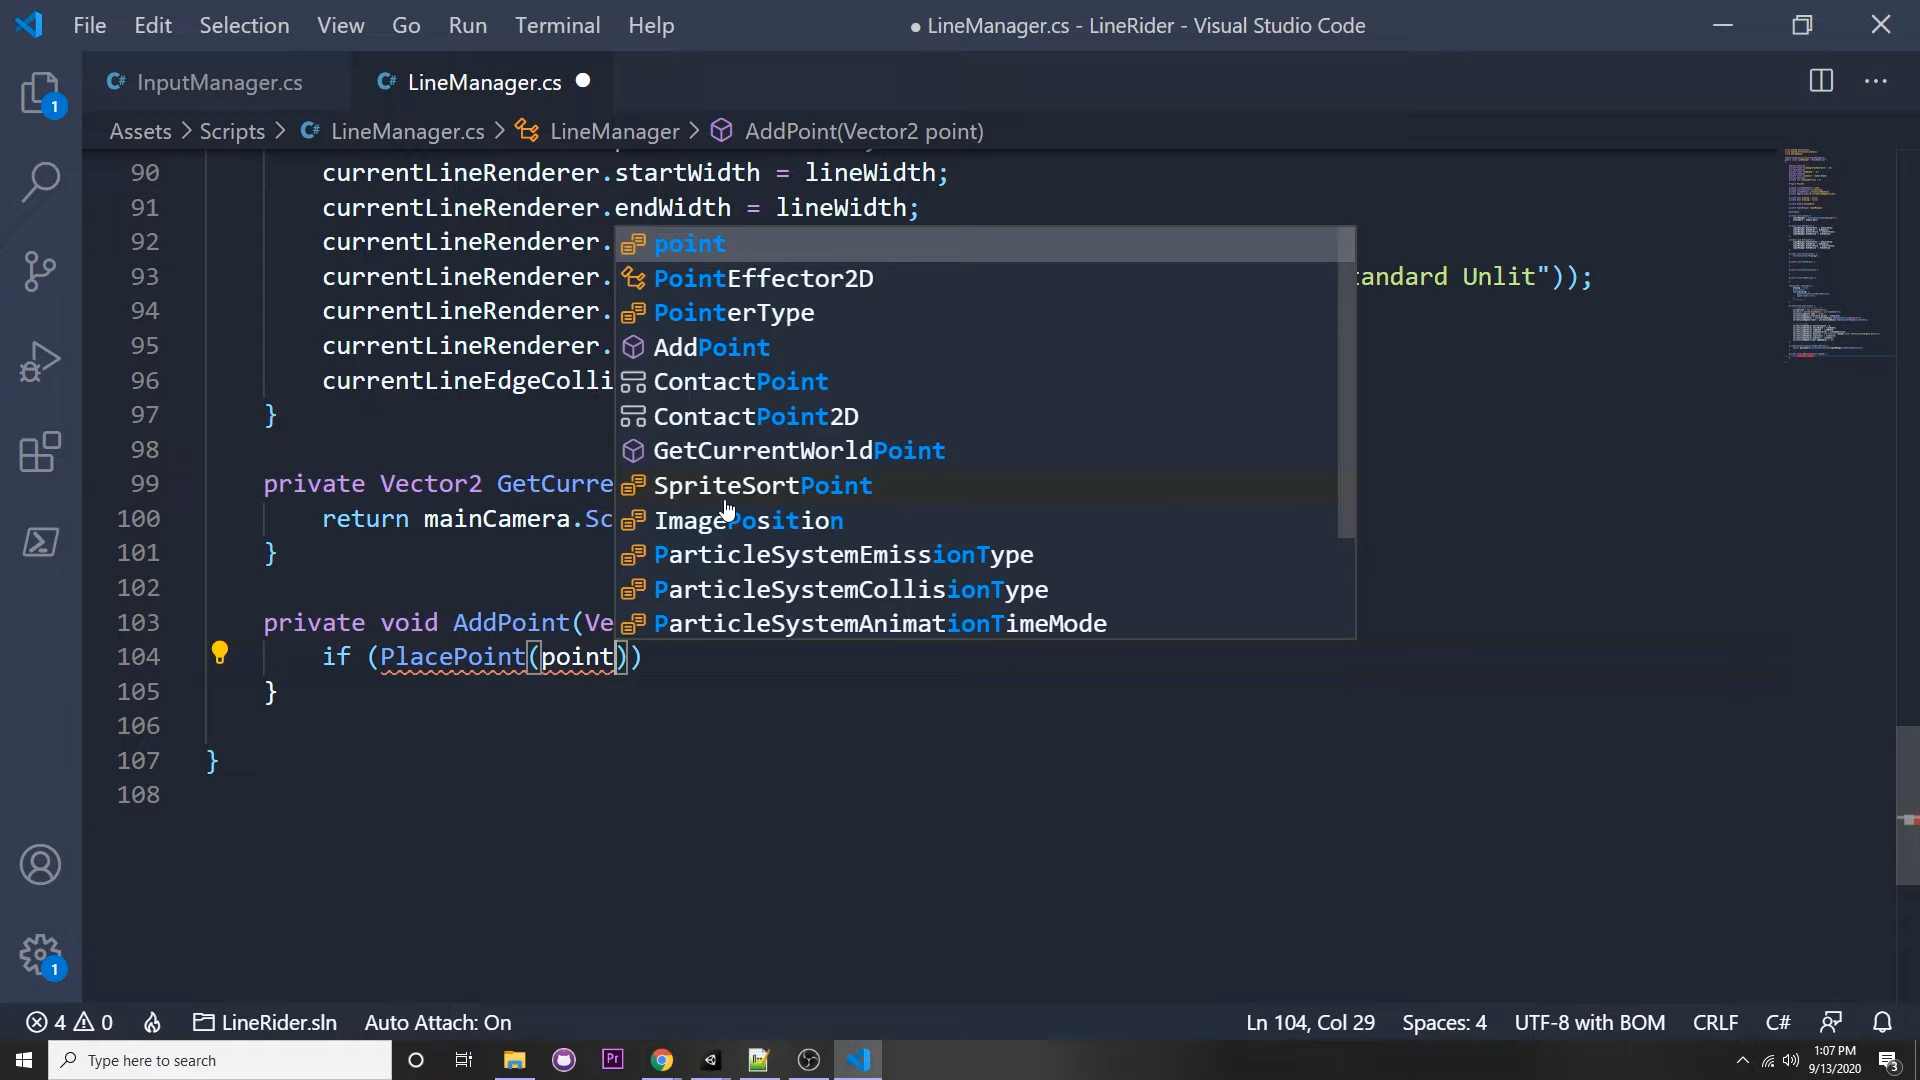 File Edit Selection View Go Run Terminal Help
● LineManager.cs - LineRider - Visual Studio Code
InputManager.cs
LineManager.cs
Assets > Scripts > LineManager.cs > LineManager > AddPoint(Vector2 point)
90 currentLineRenderer.startWidth = lineWidth;
91 currentLineRenderer.endWidth = lineWidth;
92 currentLineRenderer.
93 currentLineRenderer. andard Unlit"));
94 currentLineRenderer.
95 currentLineRenderer.
96 currentLineEdgeColli
97 }
98
99 private Vector2 GetCurre
100 return mainCamera.Sc
101 }
102
103 private void AddPoint(Ve
104 if (PlacePoint(point))
105 }
106
107 }
108
point
PointEffector2D
PointerType
AddPoint
ContactPoint
ContactPoint2D
GetCurrentWorldPoint
SpriteSortPoint
ImagePosition
ParticleSystemEmissionType
ParticleSystemCollisionType
ParticleSystemAnimationTimeMode
1
1
4 0 LineRider.sln Auto Attach: On
Ln 104, Col 29 Spaces: 4 UTF-8 with BOM CRLF C#
Type here to search
Pr
1:07 PM
9/13/2020
3